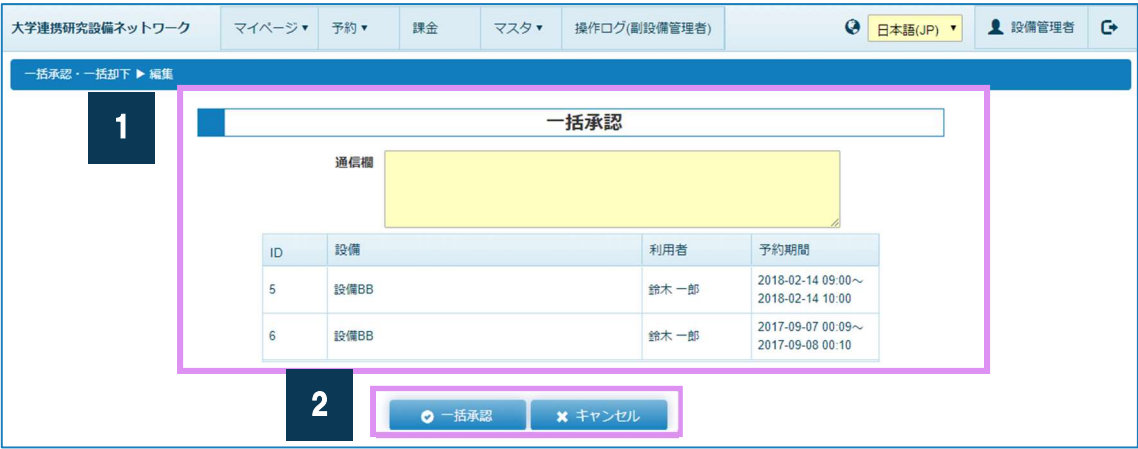 大学連携研究設備ネットワーク マイページ▼ 予約▼ 課金 マスタ▼ 操作ログ(副設備管理者) 日本語(JP) ▼ 設備管理者
一括承認・一括却下 ▶ 編集
1
一括承認
通信欄
ID 設備 利用者 予約期間
5 設備BB 鈴木 一郎 2018-02-14 09:00～
2018-02-14 10:00
6 設備BB 鈴木 一郎 2017-09-07 00:09～
2017-09-08 00:10
2
一括承認 キャンセル